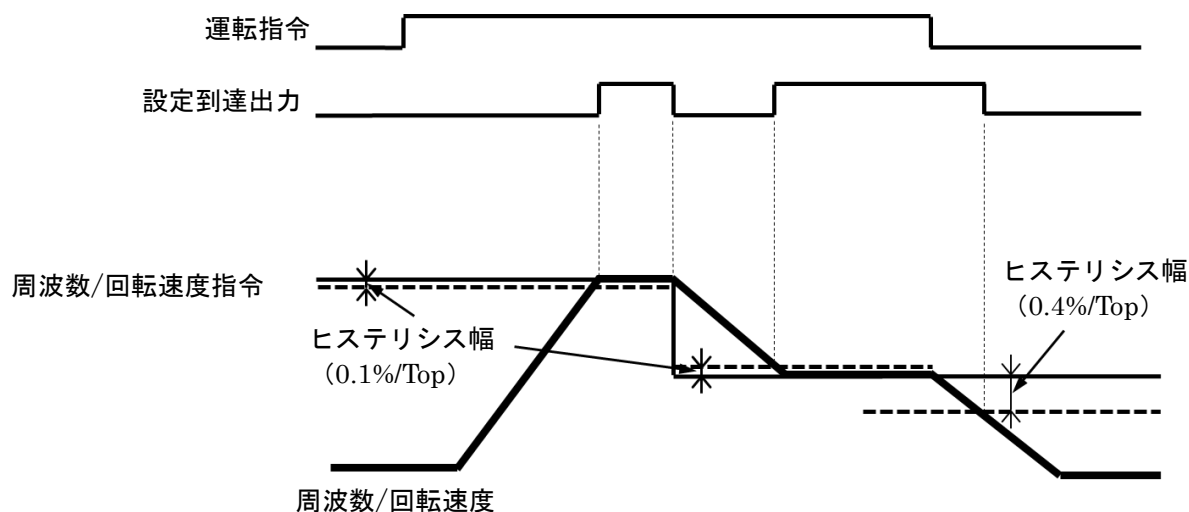 運転指令
設定到達出力
周波数/回転速度指令
ヒステリシス幅
（0.4%/Top）
ヒステリシス幅
（0.1%/Top）
周波数/回転速度